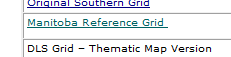 Original Southern Grid
Manitoba Reference Grid
DLS Grid – Thematic Map Version